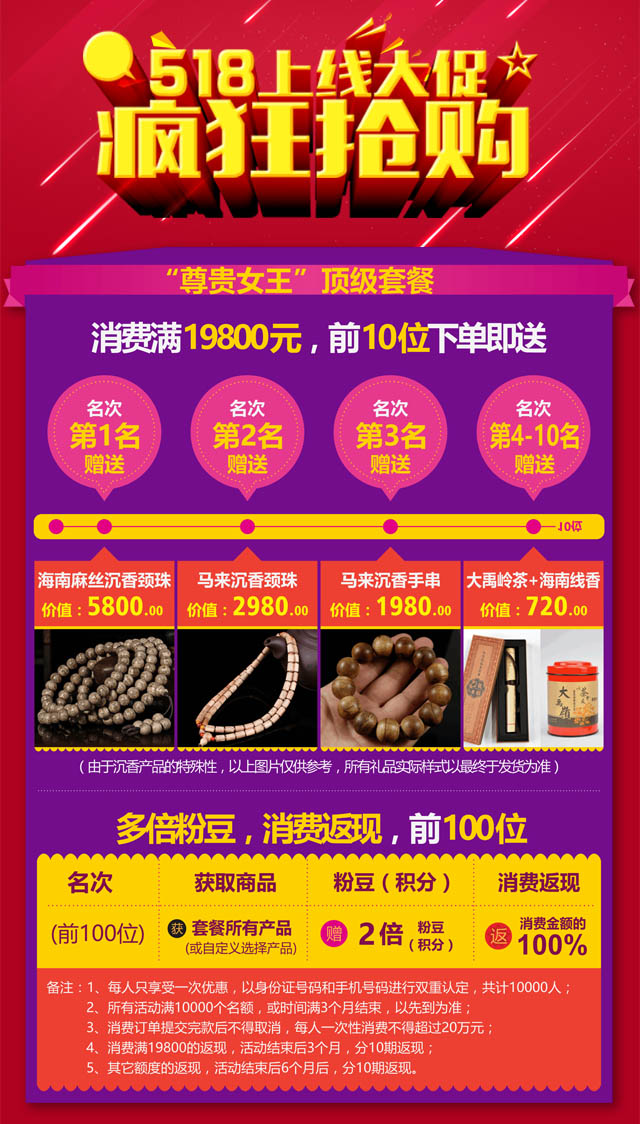 518上线大促
疯狂抢购
“尊贵女王”顶级套餐
消费满19800元，前10位下单即送
名次
第1名
赠送
名次
第2名
赠送
名次
第3名
赠送
名次
第4-10名
赠送
10位
海南麻丝沉香颈珠
价值：5800.00
马来沉香颈珠
价值：2980.00
马来沉香手串
价值：1980.00
大禹岭茶+海南线香
价值：720.00
大禹嶺
茶
（由于沉香产品的特殊性，以上图片仅供参考，所有礼品实际样式以最终于发货为准）
多倍粉豆，消费返现，前100位
名次 获取商品 粉豆（积分） 消费返现
(前100位)
获 套餐所有产品
(或自定义选择产品)
赠 2倍 粉豆
（积分）
返 消费金额的
100%
备注：1、每人只享受一次优惠，以身份证号码和手机号码进行双重认定，共计10000人；
2、所有活动满10000个名额，或时间满3个月结束，以先到为准；
3、消费订单提交完款后不得取消，每人一次性消费不得超过20万元；
4、消费满19800的返现，活动结束后3个月，分10期返现；
5、其它额度的返现，活动结束后6个月后，分10期返现。